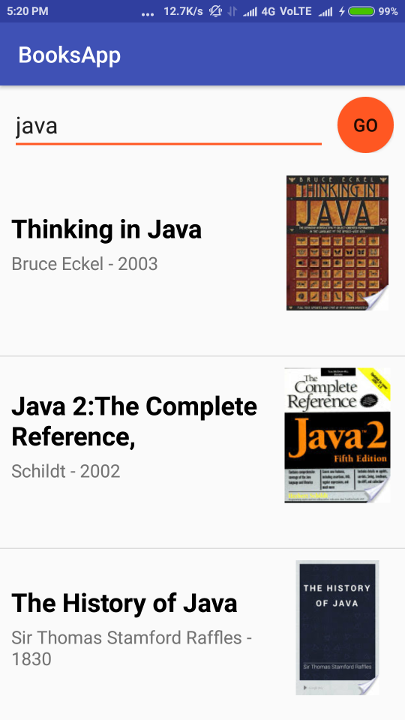 5:20 PM ... 12.7K/s 4G VoLTE 99%
BooksApp
java
GO
BRUCE ECKEL
THINKING IN
JAVA
Thinking in Java
Bruce Eckel - 2003
The
Complete
Reference
Java™2
Fifth Edition
Java 2:The Complete
Reference,
Schildt - 2002
THE HISTORY
OF JAVA
Sir Thomas Stamford Raffles
The History of Java
Sir Thomas Stamford Raffles -
1830